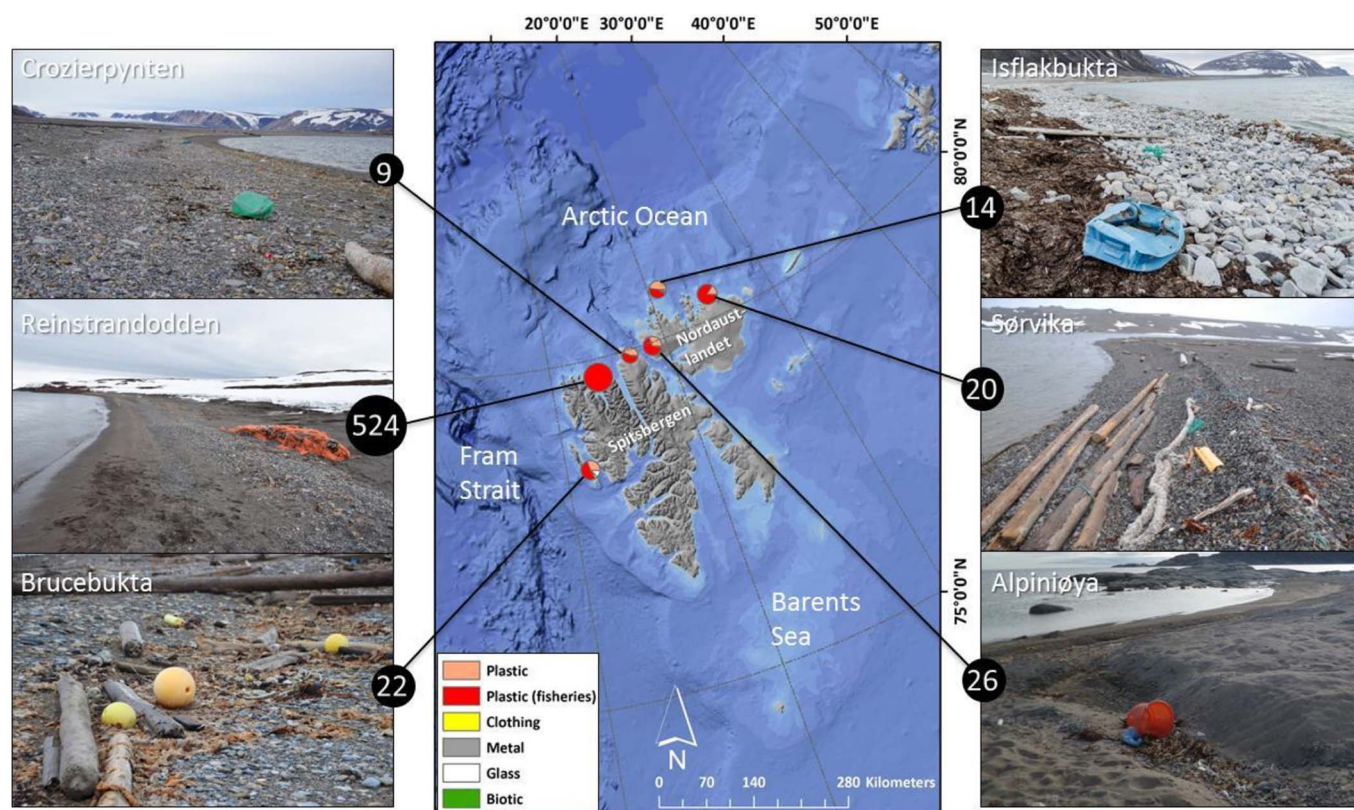 20°0'0"E 30°0'0"E 40°0'0"E 50°0'0"E
Crozierpynten
Isflakbukta
80°0'0"N
9
14
Arctic Ocean
Reinstrandodden
Sørvika
Nordaust-
landet
20
524
Spitsbergen
Fram
Strait
Brucebukta
Alpiniøya
75°0'0"N
Barents
Sea
22
26
Plastic
Plastic (fisheries)
Clothing
Metal
Glass
Biotic
N
0 70 140 280 Kilometers